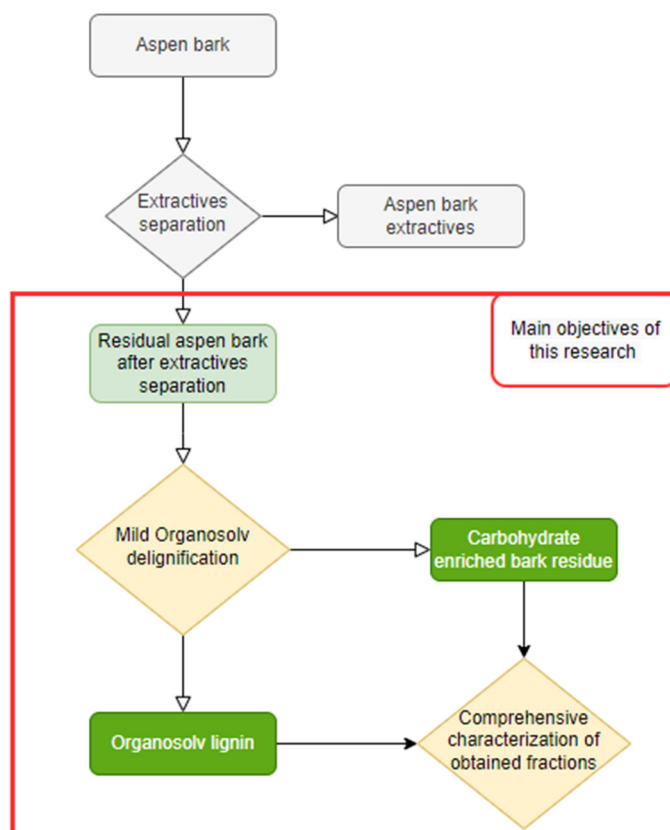 Aspen bark
Extractives
separation
Aspen bark
extractives
Main objectives of
this research
Residual aspen bark
after extractives
separation
Mild Organosolv
delignification
Carbohydrate
enriched bark residue
Organosolv lignin
Comprehensive
characterization of
obtained fractions